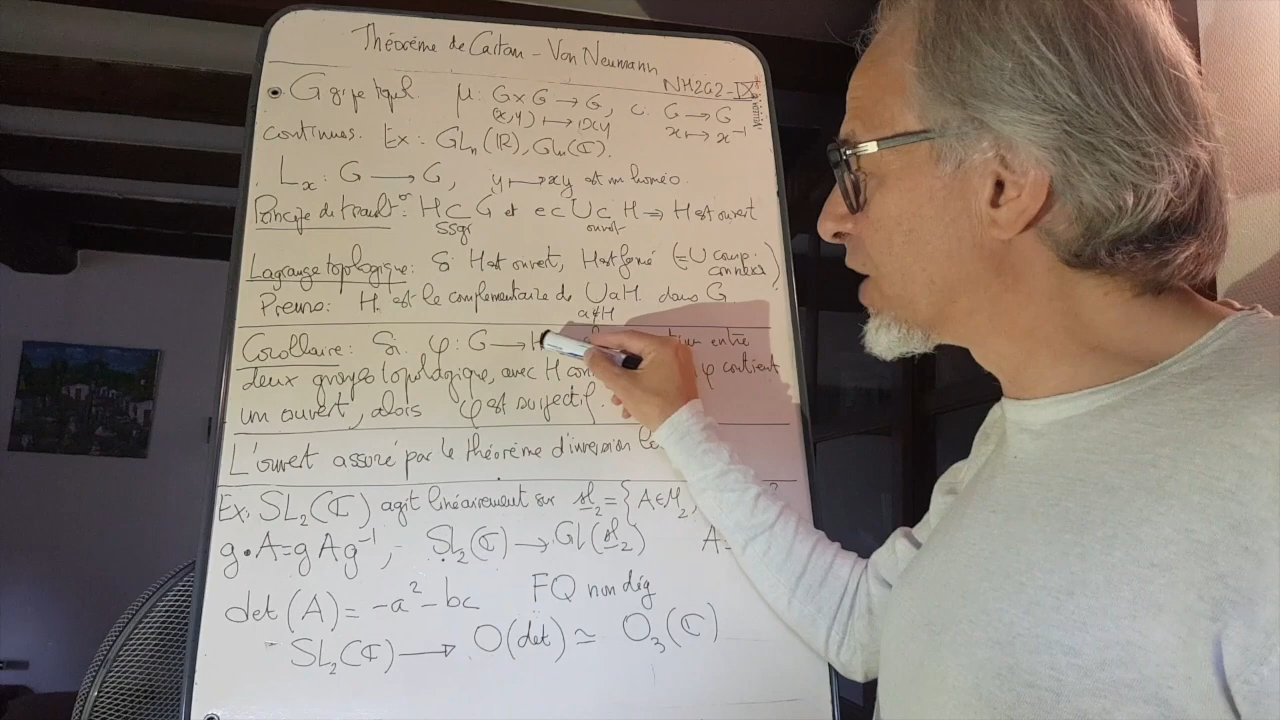 Théorème de Cartan - Von Neumann
NH2G2-IX
• G gpe topol. μ: G×G → G, c: G → G
(x,y) ↦ xy x ↦ x⁻¹
continues. Ex: GLₙ(ℝ), GLₙ(ℂ).
Lₓ: G → G, y ↦ xy est un homéo.
Principe de transl°: H ⊂ G et e ⊂ U ⊂ H ⇒ H est ouvert
ssgr ouvert
Lagrange topologique: Si H est ouvert, H est fermé (= U comp. connexes)
Preuve: H est le complémentaire de ∪aH dans G
a∉H
Corollaire: Si φ: G → H entre
deux groupes topologique, avec H φ contient
un ouvert, alors φ est surjectif.
L'ouvert assuré par le théorème d'inversion
Ex: SL₂(ℂ) agit linéairement sur sl₂ = { A ∈ M₂
g•A = gAg⁻¹, SL₂(ℂ) → Gl(sl₂) A=
det(A) = -a² - bc FQ non dég
SL₂(ℂ) → O(det) ≃ O₃(ℂ)